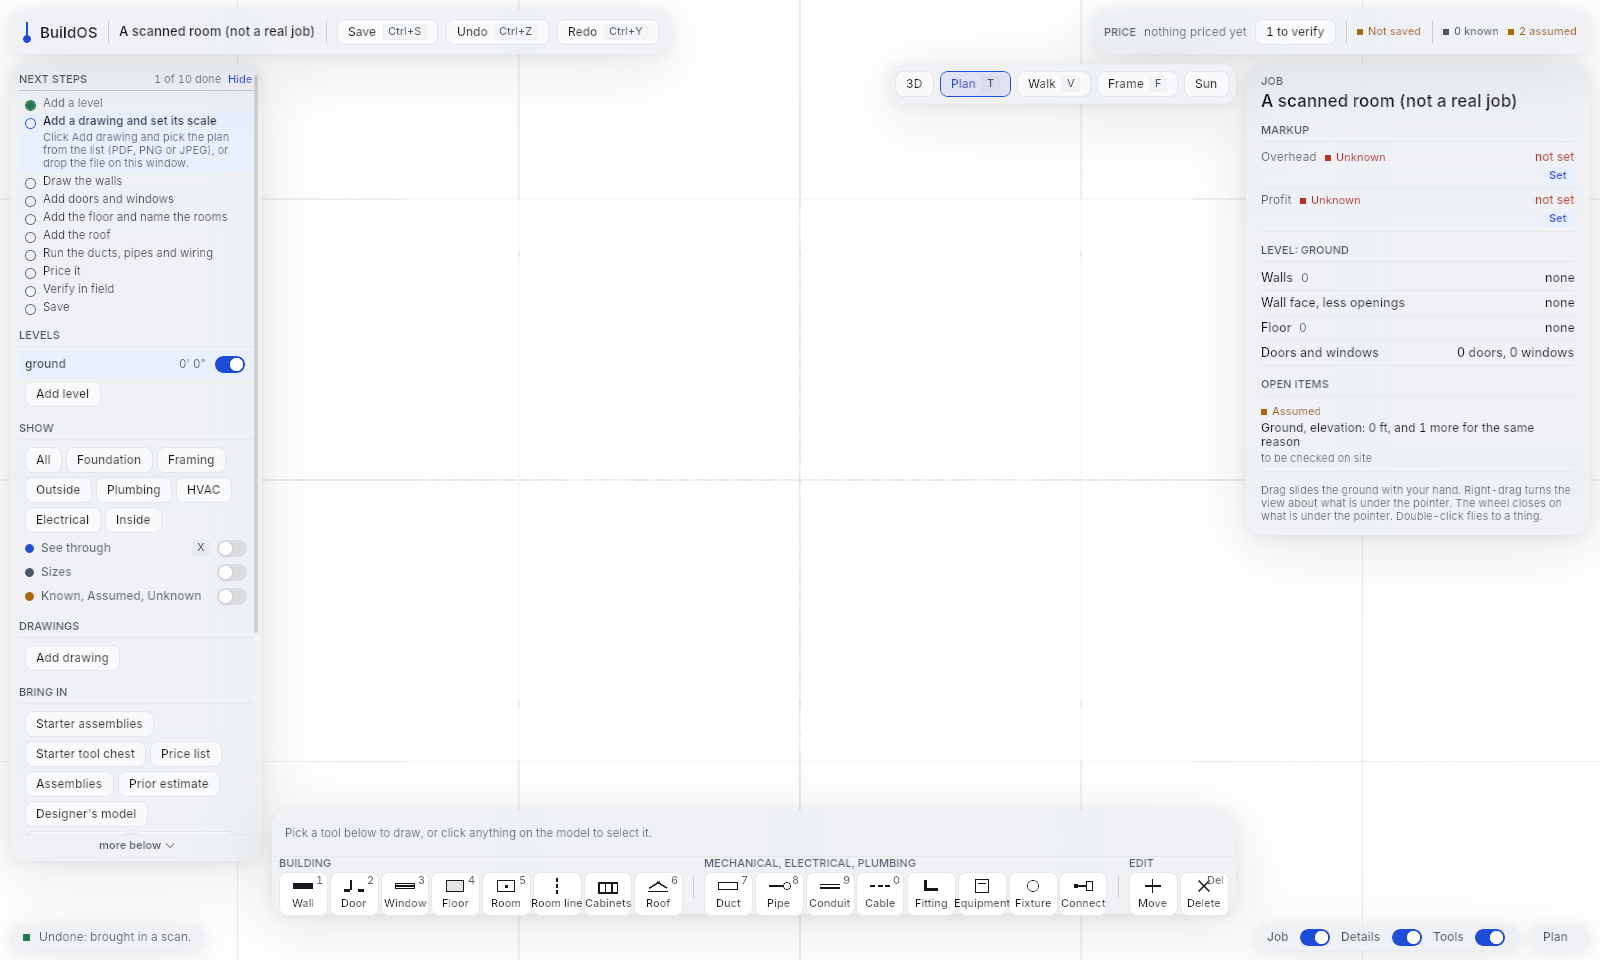 BuildOS
A scanned room (not a real job)
Save Ctrl+S
Undo Ctrl+Z
Redo Ctrl+Y
PRICE nothing priced yet
1 to verify
Not saved
0 known
2 assumed
NEXT STEPS 1 of 10 done Hide
Add a level
Add a drawing and set its scale
Click Add drawing and pick the plan
from the list (PDF, PNG or JPEG), or
drop the file on this window.
Draw the walls
Add doors and windows
Add the floor and name the rooms
Add the roof
Run the ducts, pipes and wiring
Price it
Verify in field
Save
LEVELS
ground 0' 0"
Add level
SHOW
All Foundation Framing
Outside Plumbing HVAC
Electrical Inside
See through X
Sizes
Known, Assumed, Unknown
DRAWINGS
Add drawing
BRING IN
Starter assemblies
Starter tool chest Price list
Assemblies Prior estimate
Designer's model
more below
Undone: brought in a scan.
3D
Plan T
Walk V
Frame F
Sun
JOB
A scanned room (not a real job)
MARKUP
Overhead Unknown not set
Set
Profit Unknown not set
Set
LEVEL: GROUND
Walls 0 none
Wall face, less openings none
Floor 0 none
Doors and windows 0 doors, 0 windows
OPEN ITEMS
Assumed
Ground, elevation: 0 ft, and 1 more for the same
reason
to be checked on site
Drag slides the ground with your hand. Right-drag turns the
view about what is under the pointer. The wheel closes on
what is under the pointer. Double-click flies to a thing.
Pick a tool below to draw, or click anything on the model to select it.
BUILDING
1 2 3 4 5 6
Wall Door Window Floor Room Room line Cabinets Roof
MECHANICAL, ELECTRICAL, PLUMBING
7 8 9 0
Duct Pipe Conduit Cable Fitting Equipment Fixture Connect
EDIT
Del
Move Delete
Job Details Tools
Plan